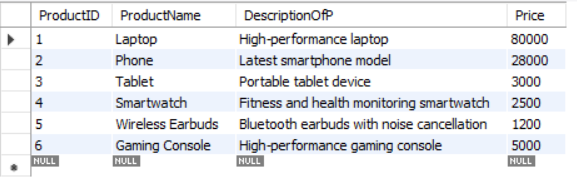 ProductID ProductName DescriptionOfP Price
1 Laptop High-performance laptop 80000
2 Phone Latest smartphone model 28000
3 Tablet Portable tablet device 3000
4 Smartwatch Fitness and health monitoring smartwatch 2500
5 Wireless Earbuds Bluetooth earbuds with noise cancellation 1200
6 Gaming Console High-performance gaming console 5000
NULL NULL NULL NULL